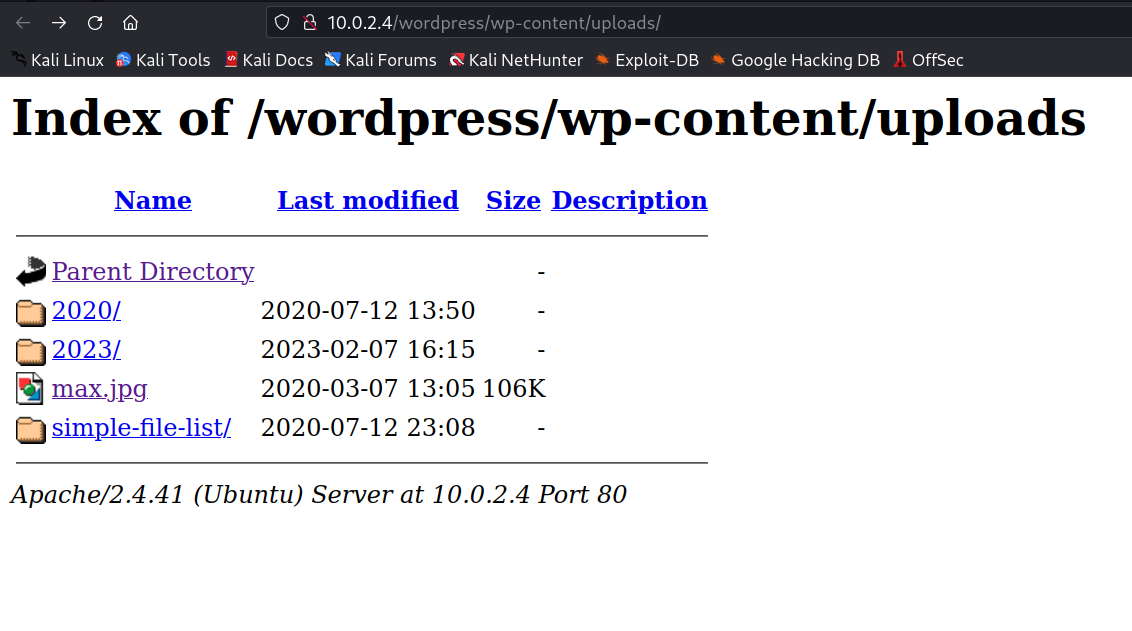 10.0.2.4/wordpress/wp-content/uploads/
Kali Linux Kali Tools Kali Docs Kali Forums Kali NetHunter Exploit-DB Google Hacking DB OffSec
Index of /wordpress/wp-content/uploads
Name Last modified Size Description
Parent Directory -
2020/ 2020-07-12 13:50 -
2023/ 2023-02-07 16:15 -
max.jpg 2020-03-07 13:05 106K
simple-file-list/ 2020-07-12 23:08 -
Apache/2.4.41 (Ubuntu) Server at 10.0.2.4 Port 80